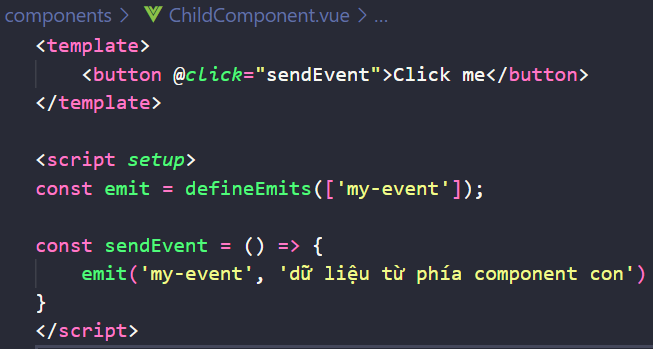 components > ChildComponent.vue > ...
<template>
    <button @click="sendEvent">Click me</button>
</template>

<script setup>
const emit = defineEmits(['my-event']);

const sendEvent = () => {
    emit('my-event', 'dữ liệu từ phía component con')
}
</script>